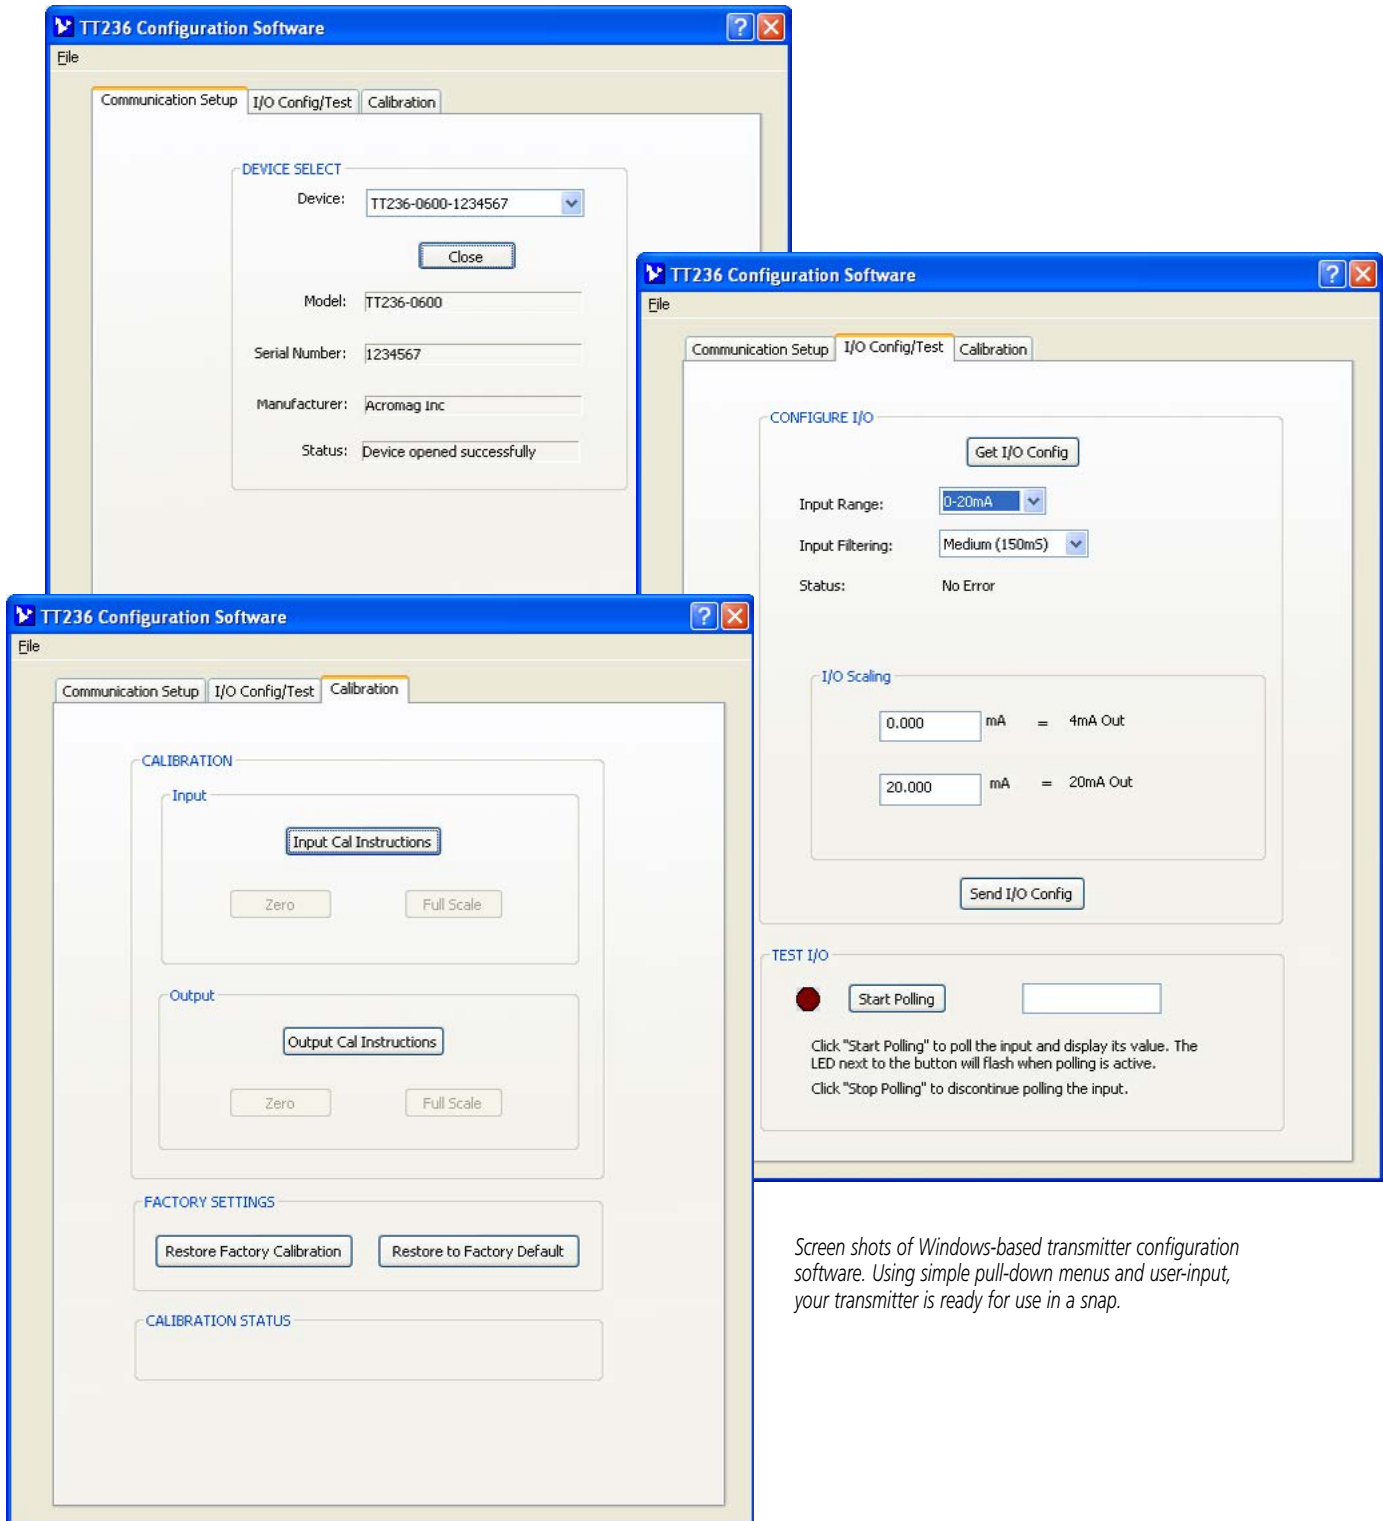 TT236 Configuration Software
File
Communication Setup I/O Config/Test Calibration
DEVICE SELECT
Device: TT236-0600-1234567
Close
Model: TT236-0600
Serial Number: 1234567
Manufacturer: Acromag Inc
Status: Device opened successfully
TT236 Configuration Software
File
Communication Setup I/O Config/Test Calibration
CONFIGURE I/O
Get I/O Config
Input Range: 0-20mA
Input Filtering: Medium (150mS)
Status: No Error
I/O Scaling
0.000 mA = 4mA Out
20.000 mA = 20mA Out
Send I/O Config
TEST I/O
Start Polling
Click "Start Polling" to poll the input and display its value. The
LED next to the button will flash when polling is active.
Click "Stop Polling" to discontinue polling the input.
TT236 Configuration Software
File
Communication Setup I/O Config/Test Calibration
CALIBRATION
Input
Input Cal Instructions
Zero Full Scale
Output
Output Cal Instructions
Zero Full Scale
FACTORY SETTINGS
Restore Factory Calibration Restore to Factory Default
CALIBRATION STATUS
Screen shots of Windows-based transmitter configuration
software. Using simple pull-down menus and user-input,
your transmitter is ready for use in a snap.